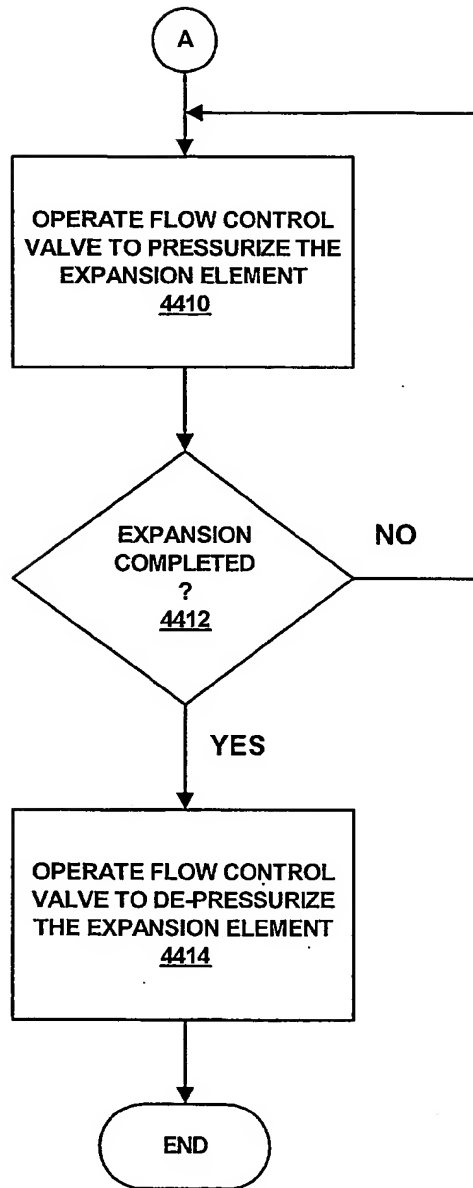 A
OPERATE FLOW CONTROL
VALVE TO PRESSURIZE THE
EXPANSION ELEMENT
4410
EXPANSION
COMPLETED
?
4412
NO
YES
OPERATE FLOW CONTROL
VALVE TO DE-PRESSURIZE
THE EXPANSION ELEMENT
4414
END